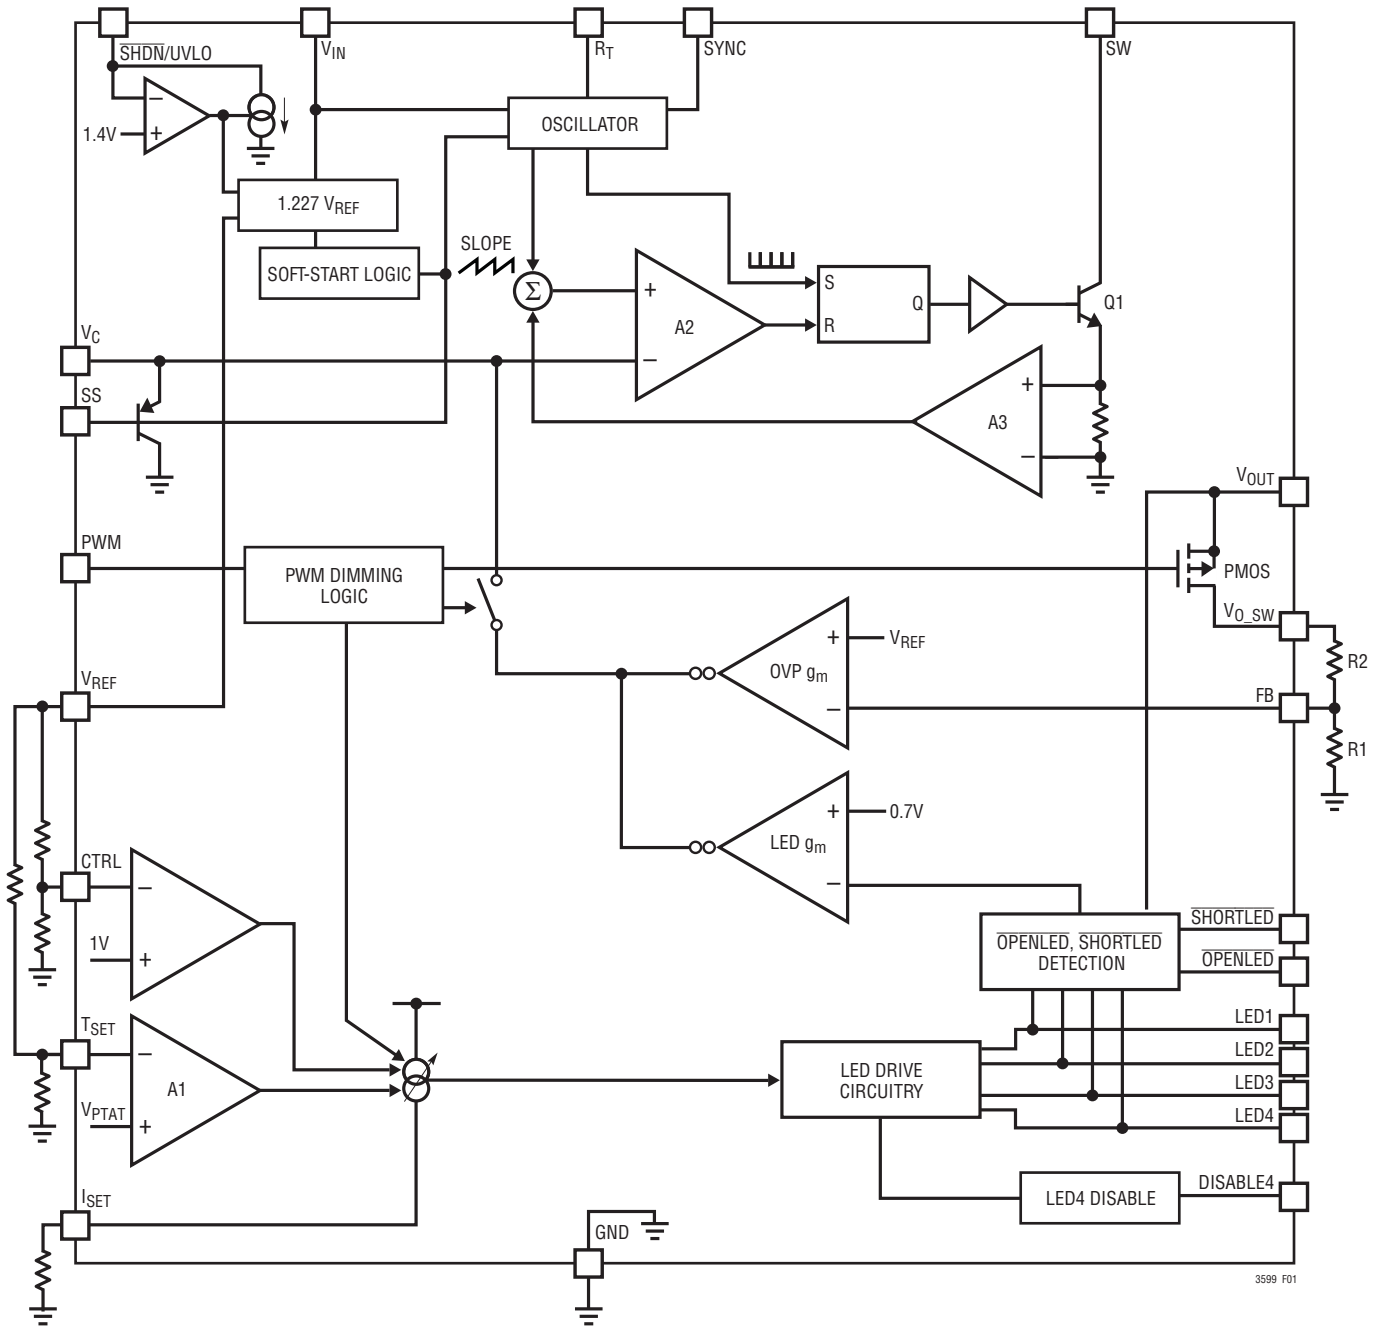 SHDN/UVLO
VIN
RT
SYNC
SW
1.4V
−
+
OSCILLATOR
1.227 VREF
SOFT-START LOGIC
SLOPE
Σ
+
A2
−
S
R
Q
Q1
VC
SS
+
A3
−
VOUT
PWM
PWM DIMMING
LOGIC
PMOS
VO_SW
R2
+
VREF
OVP gm
−
FB
R1
VREF
+
0.7V
LED gm
−
CTRL
−
1V
+
OPENLED, SHORTLED
DETECTION
SHORTLED
OPENLED
TSET
−
A1
VPTAT
+
LED DRIVE
CIRCUITRY
LED1
LED2
LED3
LED4
LED4 DISABLE
DISABLE4
ISET
GND
3599 F01